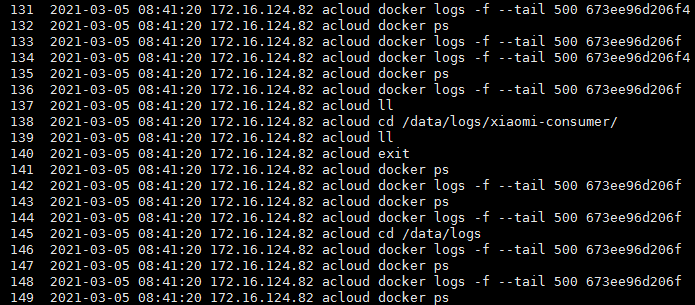 131 2021-03-05 08:41:20 172.16.124.82 acloud docker logs -f --tail 500 673ee96d206f4
132 2021-03-05 08:41:20 172.16.124.82 acloud docker ps
133 2021-03-05 08:41:20 172.16.124.82 acloud docker logs -f --tail 500 673ee96d206f
134 2021-03-05 08:41:20 172.16.124.82 acloud docker logs -f --tail 500 673ee96d206f4
135 2021-03-05 08:41:20 172.16.124.82 acloud docker ps
136 2021-03-05 08:41:20 172.16.124.82 acloud docker logs -f --tail 500 673ee96d206f
137 2021-03-05 08:41:20 172.16.124.82 acloud ll
138 2021-03-05 08:41:20 172.16.124.82 acloud cd /data/logs/xiaomi-consumer/
139 2021-03-05 08:41:20 172.16.124.82 acloud ll
140 2021-03-05 08:41:20 172.16.124.82 acloud exit
141 2021-03-05 08:41:20 172.16.124.82 acloud docker ps
142 2021-03-05 08:41:20 172.16.124.82 acloud docker logs -f --tail 500 673ee96d206f
143 2021-03-05 08:41:20 172.16.124.82 acloud docker ps
144 2021-03-05 08:41:20 172.16.124.82 acloud docker logs -f --tail 500 673ee96d206f
145 2021-03-05 08:41:20 172.16.124.82 acloud cd /data/logs
146 2021-03-05 08:41:20 172.16.124.82 acloud docker logs -f --tail 500 673ee96d206f
147 2021-03-05 08:41:20 172.16.124.82 acloud docker ps
148 2021-03-05 08:41:20 172.16.124.82 acloud docker logs -f --tail 500 673ee96d206f
149 2021-03-05 08:41:20 172.16.124.82 acloud docker ps